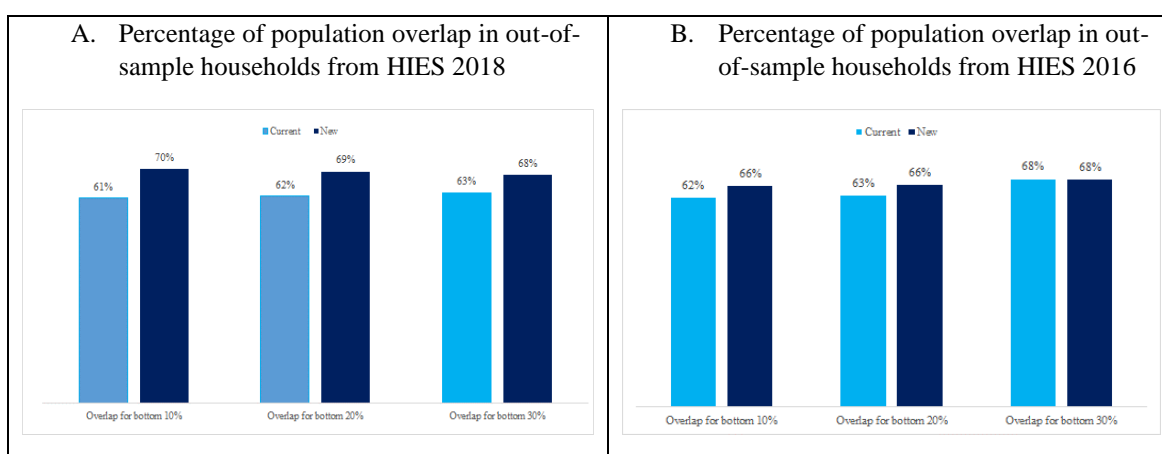 A. Percentage of population overlap in out-of-
sample households from HIES 2018
Current New
61% 70% 62% 69% 63% 68%
Overlap for bottom 10% Overlap for bottom 20% Overlap for bottom 30%
B. Percentage of population overlap in out-
of-sample households from HIES 2016
Current New
62% 66% 63% 66% 68% 68%
Overlap for bottom 10% Overlap for bottom 20% Overlap for bottom 30%